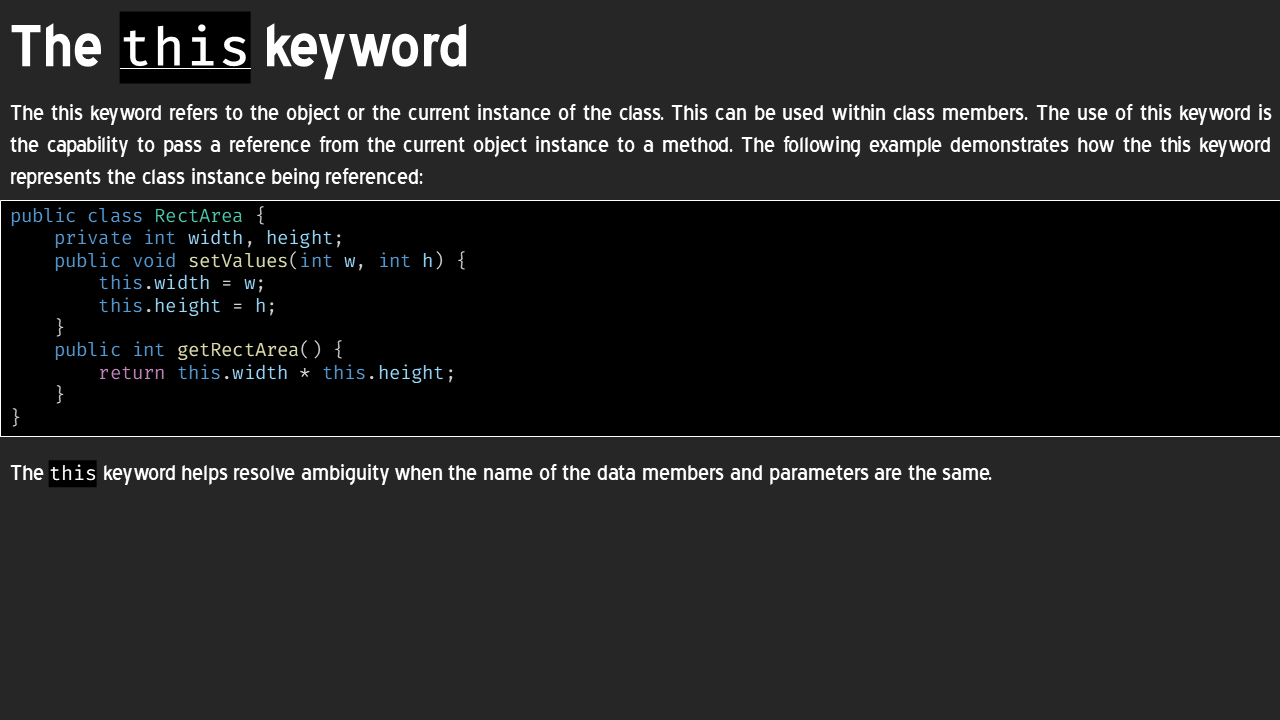 The this keyword
The this keyword refers to the object or the current instance of the class. This can be used within class members. The use of this keyword is
the capability to pass a reference from the current object instance to a method. The following example demonstrates how the this keyword
represents the class instance being referenced:
public class RectArea {
    private int width, height;
    public void setValues(int w, int h) {
        this.width = w;
        this.height = h;
    }
    public int getRectArea() {
        return this.width * this.height;
    }
}
The this keyword helps resolve ambiguity when the name of the data members and parameters are the same.